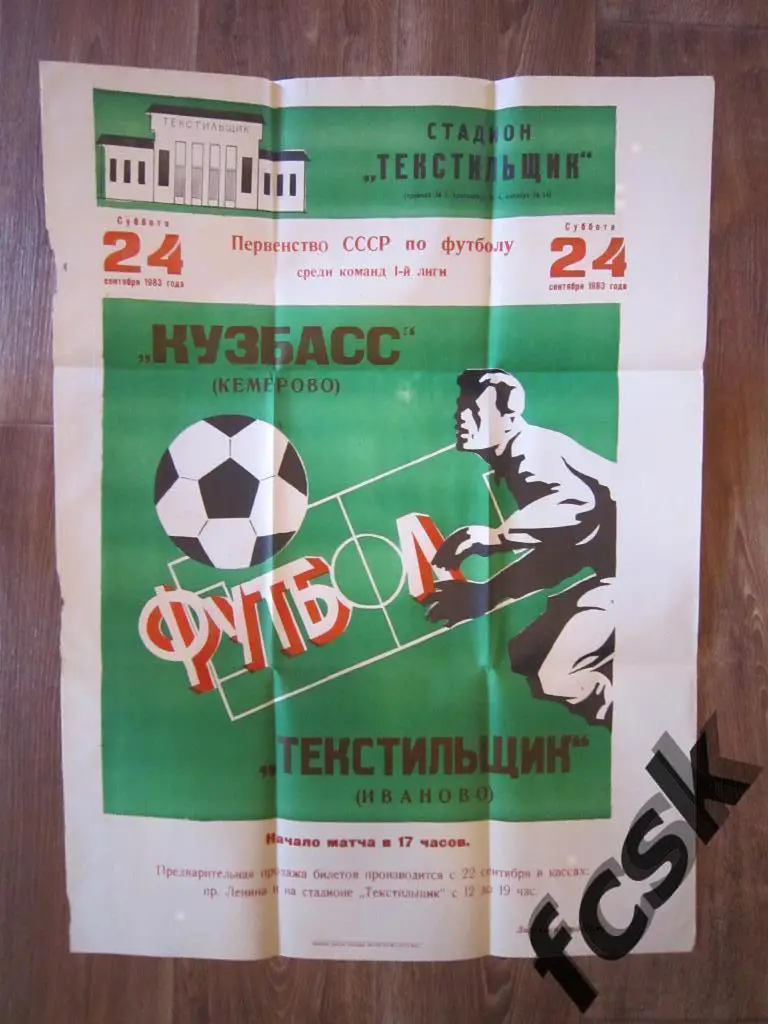 ТЕКСТИЛЬЩИК
СТАДИОН
„ТЕКСТИЛЬЩИК“
Суббота
24
сентября 1983 года
Первенство СССР по футболу
среди команд 1-й лиги
Суббота
24
сентября 1983 года
„КУЗБАСС“
(КЕМЕРОВО)
ФУТБОЛ
„ТЕКСТИЛЬЩИК“
(ИВАНОВО)
Начало матча в 17 часов.
Предварительная продажа билетов производится с 22 сентября в кассах:
пр. Ленина и на стадионе „Текстильщик“ с 12 до 19 час.
fcsk